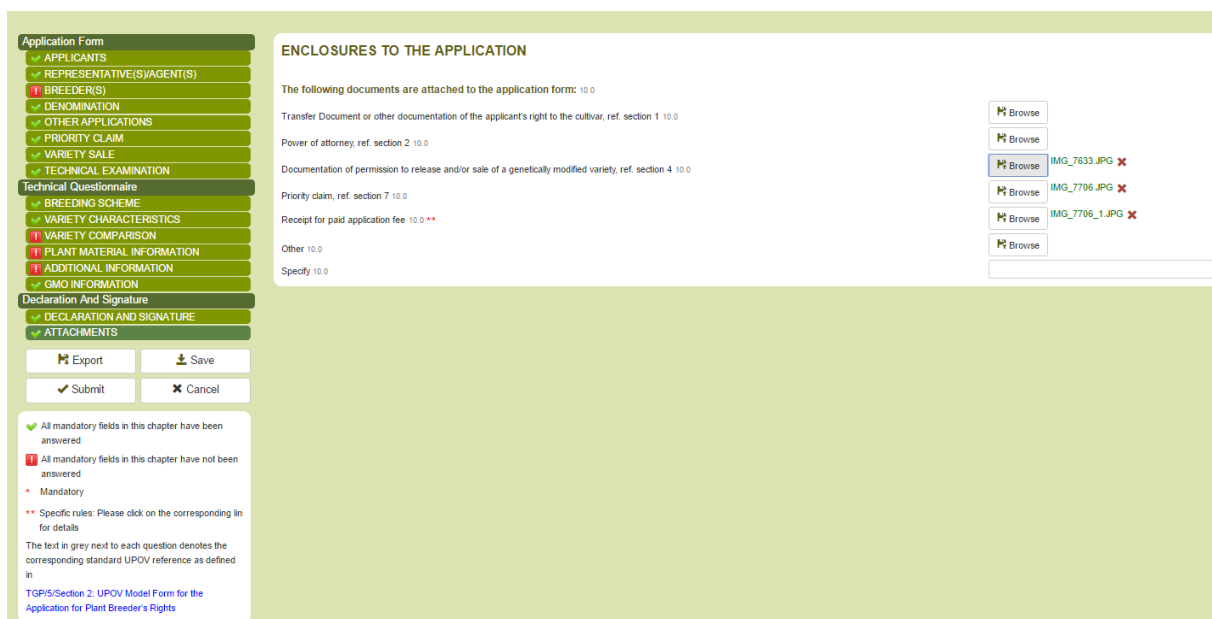 Application Form
APPLICANTS
REPRESENTATIVE(S)/AGENT(S)
BREEDER(S)
DENOMINATION
OTHER APPLICATIONS
PRIORITY CLAIM
VARIETY SALE
TECHNICAL EXAMINATION
Technical Questionnaire
BREEDING SCHEME
VARIETY CHARACTERISTICS
VARIETY COMPARISON
PLANT MATERIAL INFORMATION
ADDITIONAL INFORMATION
GMO INFORMATION
Declaration And Signature
DECLARATION AND SIGNATURE
ATTACHMENTS
Export
Save
Submit
Cancel
All mandatory fields in this chapter have been
answered
All mandatory fields in this chapter have not been
answered
* Mandatory
** Specific rules: Please click on the corresponding lin
for details
The text in grey next to each question denotes the
corresponding standard UPOV reference as defined
in
TGP/5/Section 2: UPOV Model Form for the
Application for Plant Breeder's Rights
ENCLOSURES TO THE APPLICATION
The following documents are attached to the application form: 10.0
Transfer Document or other documentation of the applicant's right to the cultivar, ref. section 1 10.0
Browse
Power of attorney, ref. section 2 10.0
Browse
Documentation of permission to release and/or sale of a genetically modified variety, ref. section 4 10.0
Browse IMG_7633.JPG
Priority claim, ref. section 7 10.0
Browse IMG_7706.JPG
Receipt for paid application fee 10.0 **
Browse IMG_7706_1.JPG
Other 10.0
Browse
Specify 10.0